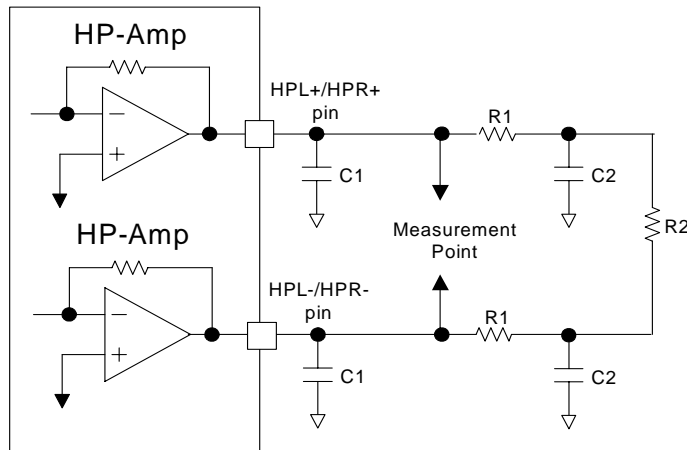 HP-Amp
HPL+/HPR+
pin
R1
−
+
C1
C2
R2
HP-Amp
Measurement
Point
HPL-/HPR-
pin
R1
−
+
C1
C2